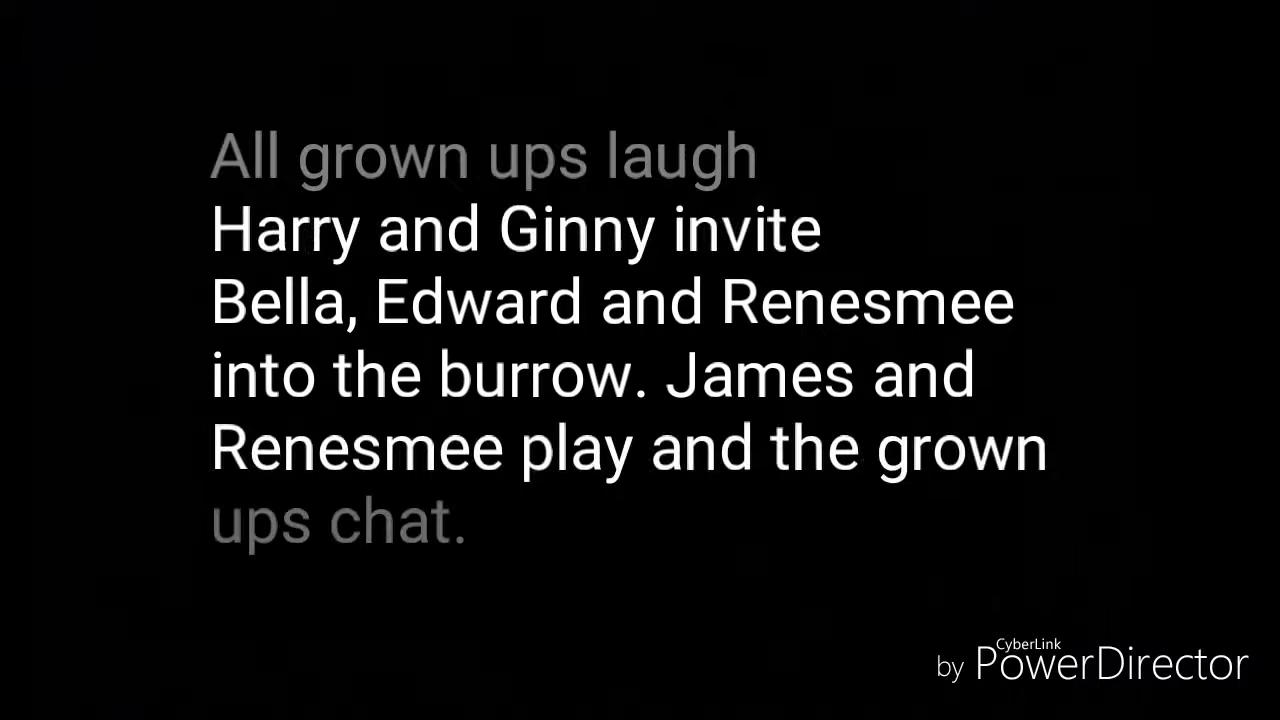 All grown ups laugh
Harry and Ginny invite
Bella, Edward and Renesmee
into the burrow. James and
Renesmee play and the grown
ups chat.
CyberLink
by PowerDirector